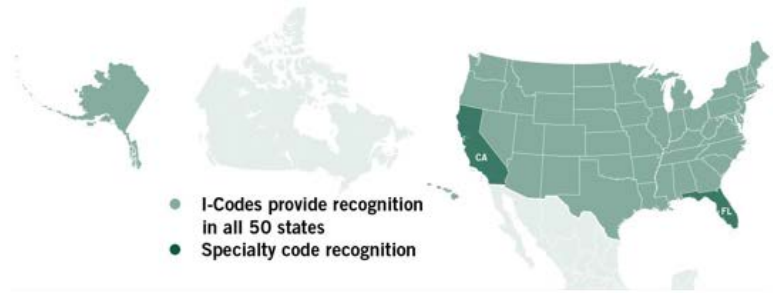 CA
FL
I-Codes provide recognition
in all 50 states
Specialty code recognition